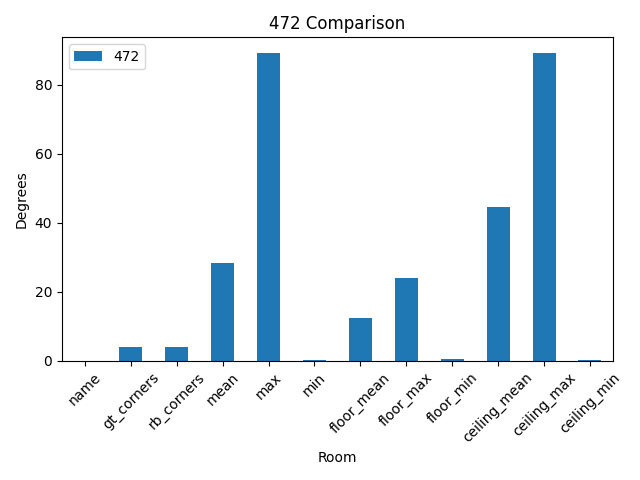 472 Comparison
472
Degrees
80
60
40
20
0
name
gt_corners
rb_corners
mean
max
min
floor_mean
floor_max
floor_min
ceiling_mean
ceiling_max
ceiling_min
Room